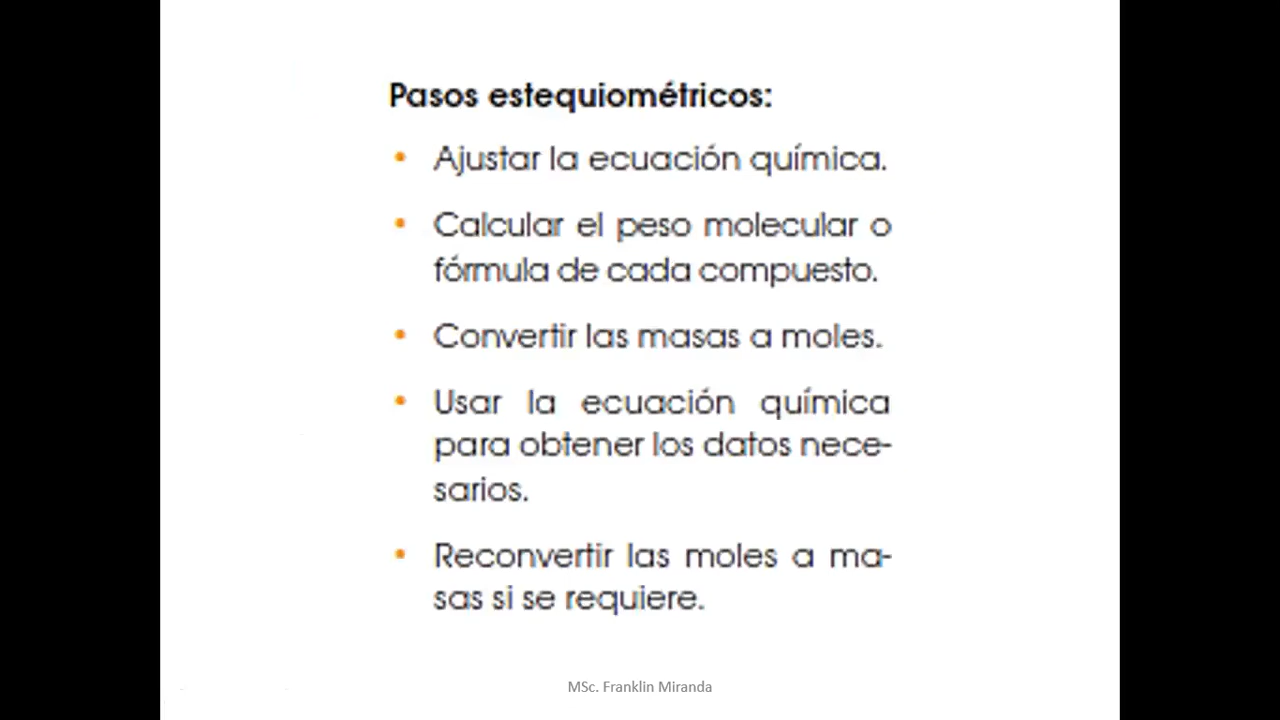 Pasos estequiométricos:
• Ajustar la ecuación química.
• Calcular el peso molecular o
fórmula de cada compuesto.
• Convertir las masas a moles.
• Usar la ecuación química
para obtener los datos nece-
sarios.
• Reconvertir las moles a ma-
sas si se requiere.
MSc. Franklin Miranda